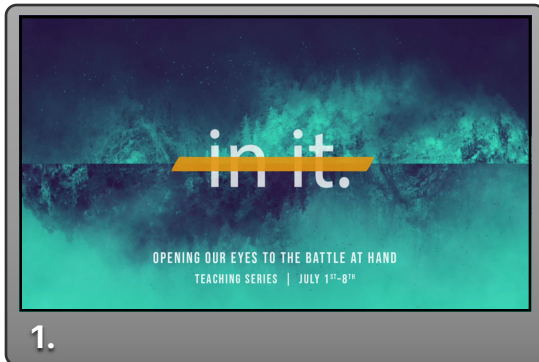 in it.
OPENING OUR EYES TO THE BATTLE AT HAND
TEACHING SERIES | JULY 1ST-8TH
1.